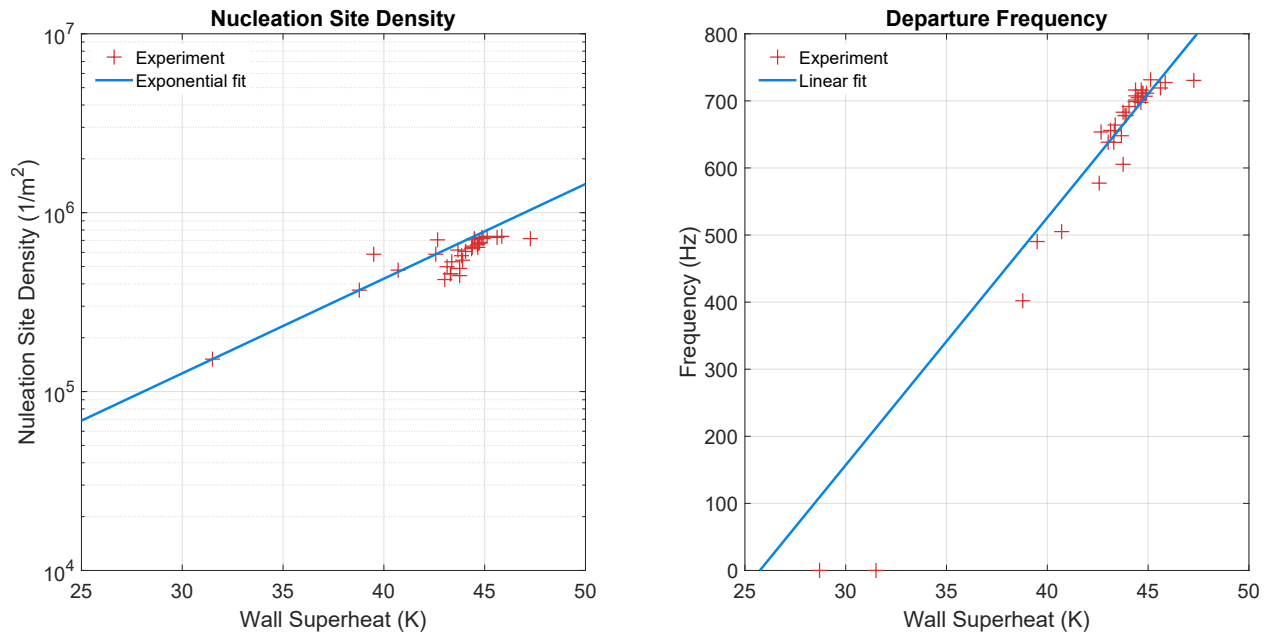 Nucleation Site Density
10^7
10^6
10^5
10^4
Nuleation Site Density (1/m^2)
Experiment
Exponential fit
25 30 35 40 45 50
Wall Superheat (K)
Departure Frequency
800
700
600
500
400
300
200
100
0
Frequency (Hz)
Experiment
Linear fit
25 30 35 40 45 50
Wall Superheat (K)